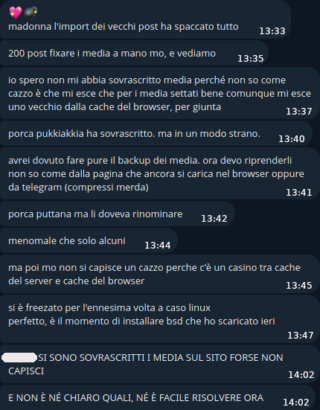 madonna l'import dei vecchi post ha spaccato tutto 13:33
200 post fixare i media a mano mo, e vediamo 13:35
io spero non mi abbia sovrascritto media perché non so come
cazzo è che mi esce che per i media settati bene comunque mi esce
uno vecchio dalla cache del browser, per giunta 13:37
porca pukkiakkia ha sovrascritto. ma in un modo strano. 13:40
avrei dovuto fare pure il backup dei media. ora devo riprenderli
non so come dalla pagina che ancora si carica nel browser oppure
da telegram (compressi merda) 13:41
porca puttana ma li doveva rinominare 13:42
menomale che solo alcuni 13:44
ma poi mo non si capisce un cazzo perche c'è un casino tra cache
del server e cache del browser 13:45
si è freezato per l'ennesima volta a caso linux
perfetto, è il momento di installare bsd che ho scaricato ieri
13:47
SI SONO SOVRASCRITTI I MEDIA SUL SITO FORSE NON
CAPISCI 14:02
E NON È NÉ CHIARO QUALI, NÉ È FACILE RISOLVERE ORA 14:02